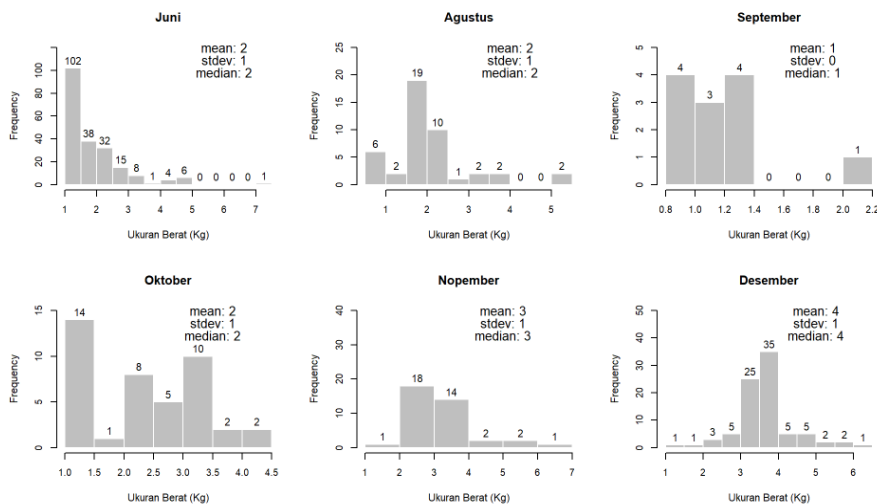 Juni
mean: 2
stdev: 1
median: 2
Frequency
0 20 40 60 80 100
102 38 32 15 8 1 4 6 0 0 0 0 1
1 2 3 4 5 6 7
Ukuran Berat (Kg)
Agustus
mean: 2
stdev: 1
median: 2
Frequency
0 5 10 15 20 25
6 2 19 10 1 2 2 0 0 2
1 2 3 4 5
Ukuran Berat (Kg)
September
mean: 1
stdev: 0
median: 1
Frequency
0 1 2 3 4 5
4 3 4 0 0 0 1
0.8 1.0 1.2 1.4 1.6 1.8 2.0 2.2
Ukuran Berat (Kg)
Oktober
mean: 2
stdev: 1
median: 2
Frequency
0 5 10 15
14 1 8 5 10 2 2
1.0 1.5 2.0 2.5 3.0 3.5 4.0 4.5
Ukuran Berat (Kg)
Nopember
mean: 3
stdev: 1
median: 3
Frequency
0 10 20 30 40
1 18 14 2 2 1
1 2 3 4 5 6 7
Ukuran Berat (Kg)
Desember
mean: 4
stdev: 1
median: 4
Frequency
0 10 20 30 40 50
1 1 3 5 25 35 5 5 2 2 1
1 2 3 4 5 6
Ukuran Berat (Kg)